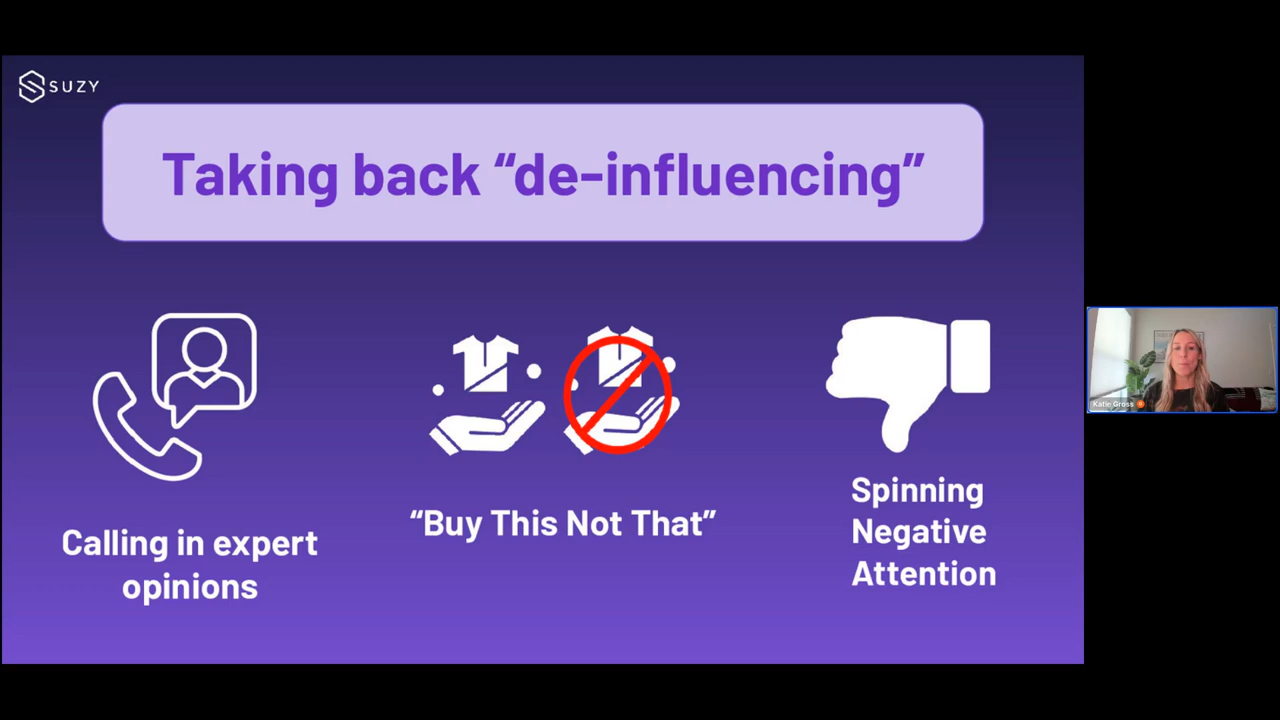 SUZY
Taking back “de-influencing”
Calling in expert
opinions
“Buy This Not That”
Spinning
Negative
Attention
Katie Gross